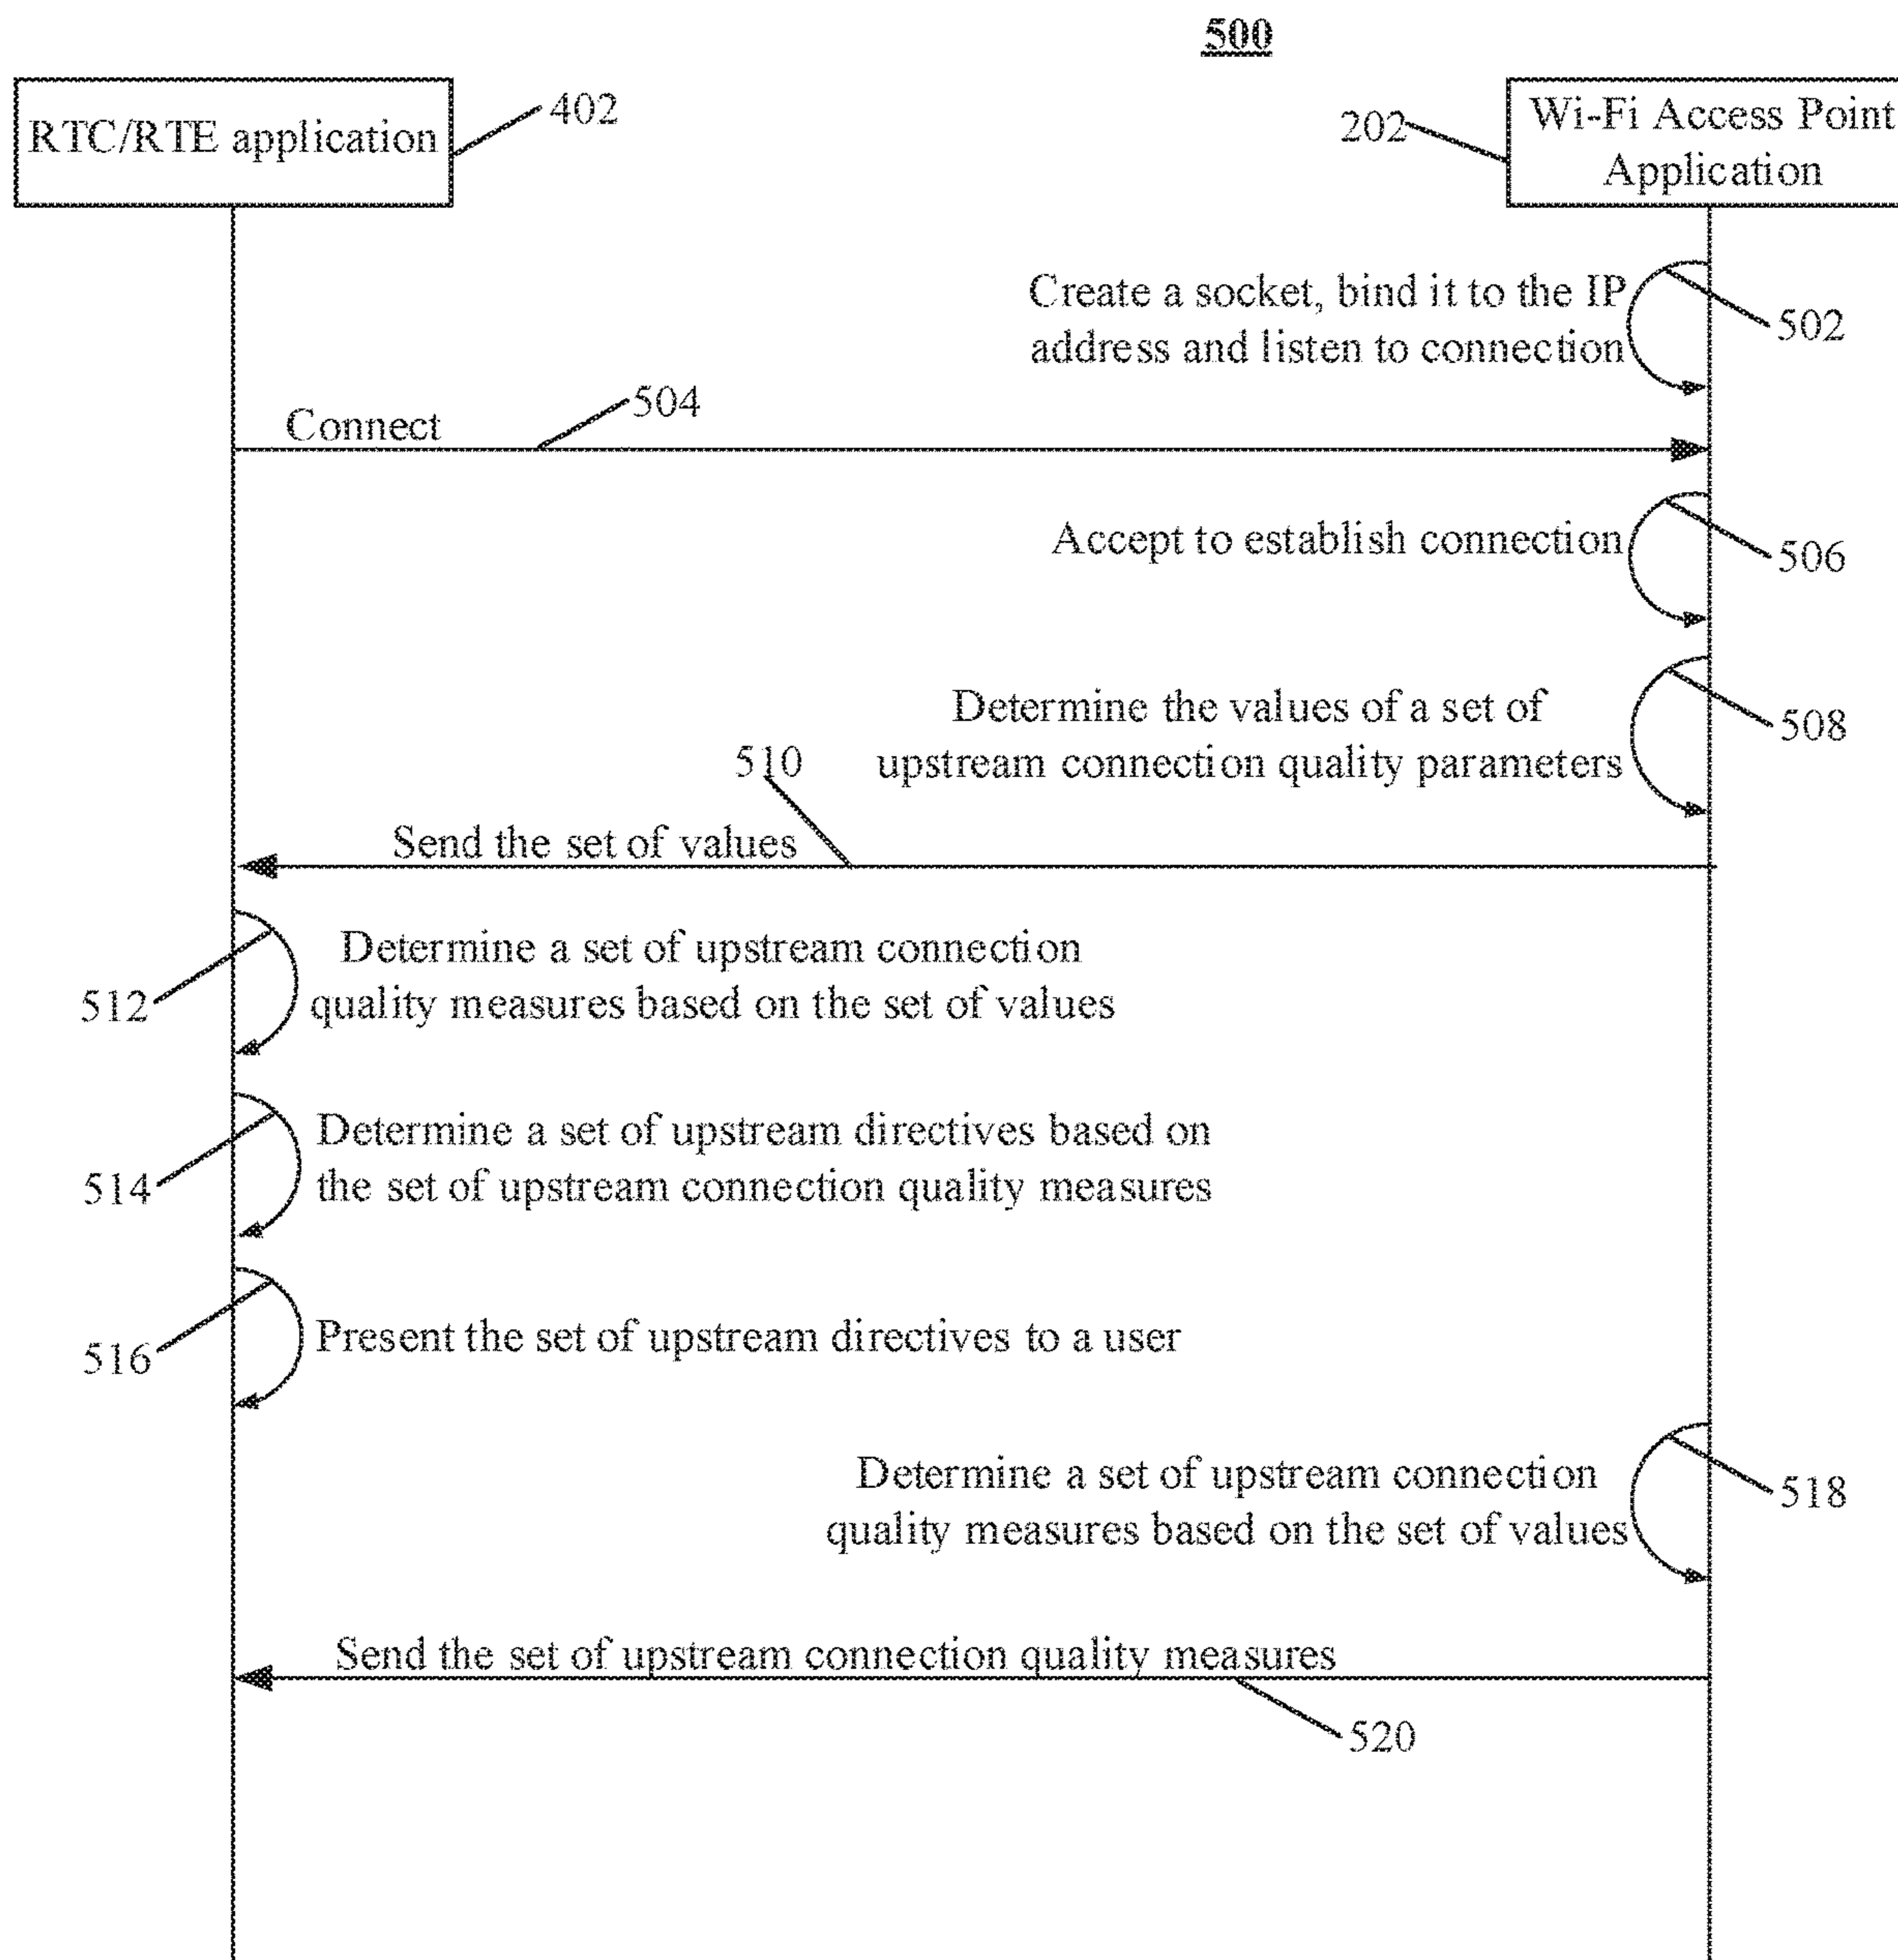 500
RTC/RTE application
402
202
Wi-Fi Access Point
Application
Create a socket, bind it to the IP
address and listen to connection
502
504
Connect
Accept to establish connection
506
Determine the values of a set of
upstream connection quality parameters
508
510
Send the set of values
Determine a set of upstream connection
quality measures based on the set of values
512
Determine a set of upstream directives based on
the set of upstream connection quality measures
514
Present the set of upstream directives to a user
516
Determine a set of upstream connection
quality measures based on the set of values
518
Send the set of upstream connection quality measures
520